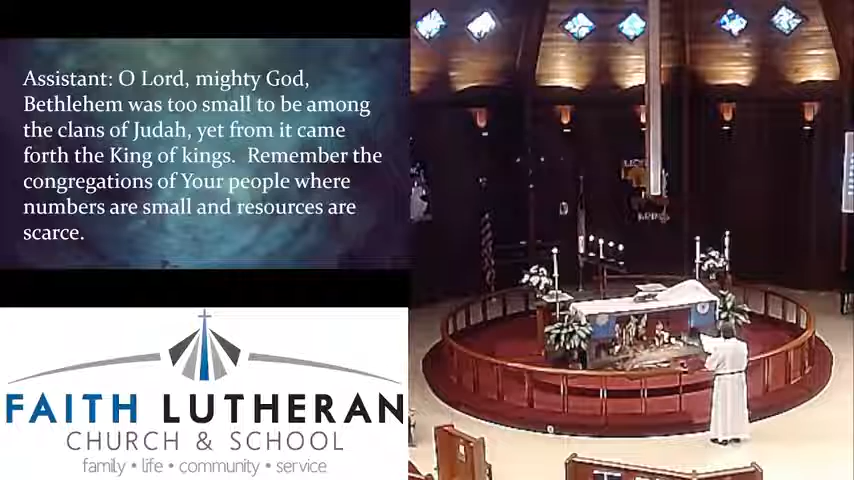 Assistant: O Lord, mighty God,
Bethlehem was too small to be among
the clans of Judah, yet from it came
forth the King of kings.  Remember the
congregations of Your people where
numbers are small and resources are
scarce.
FAITH LUTHERAN
CHURCH & SCHOOL
family • life • community • service